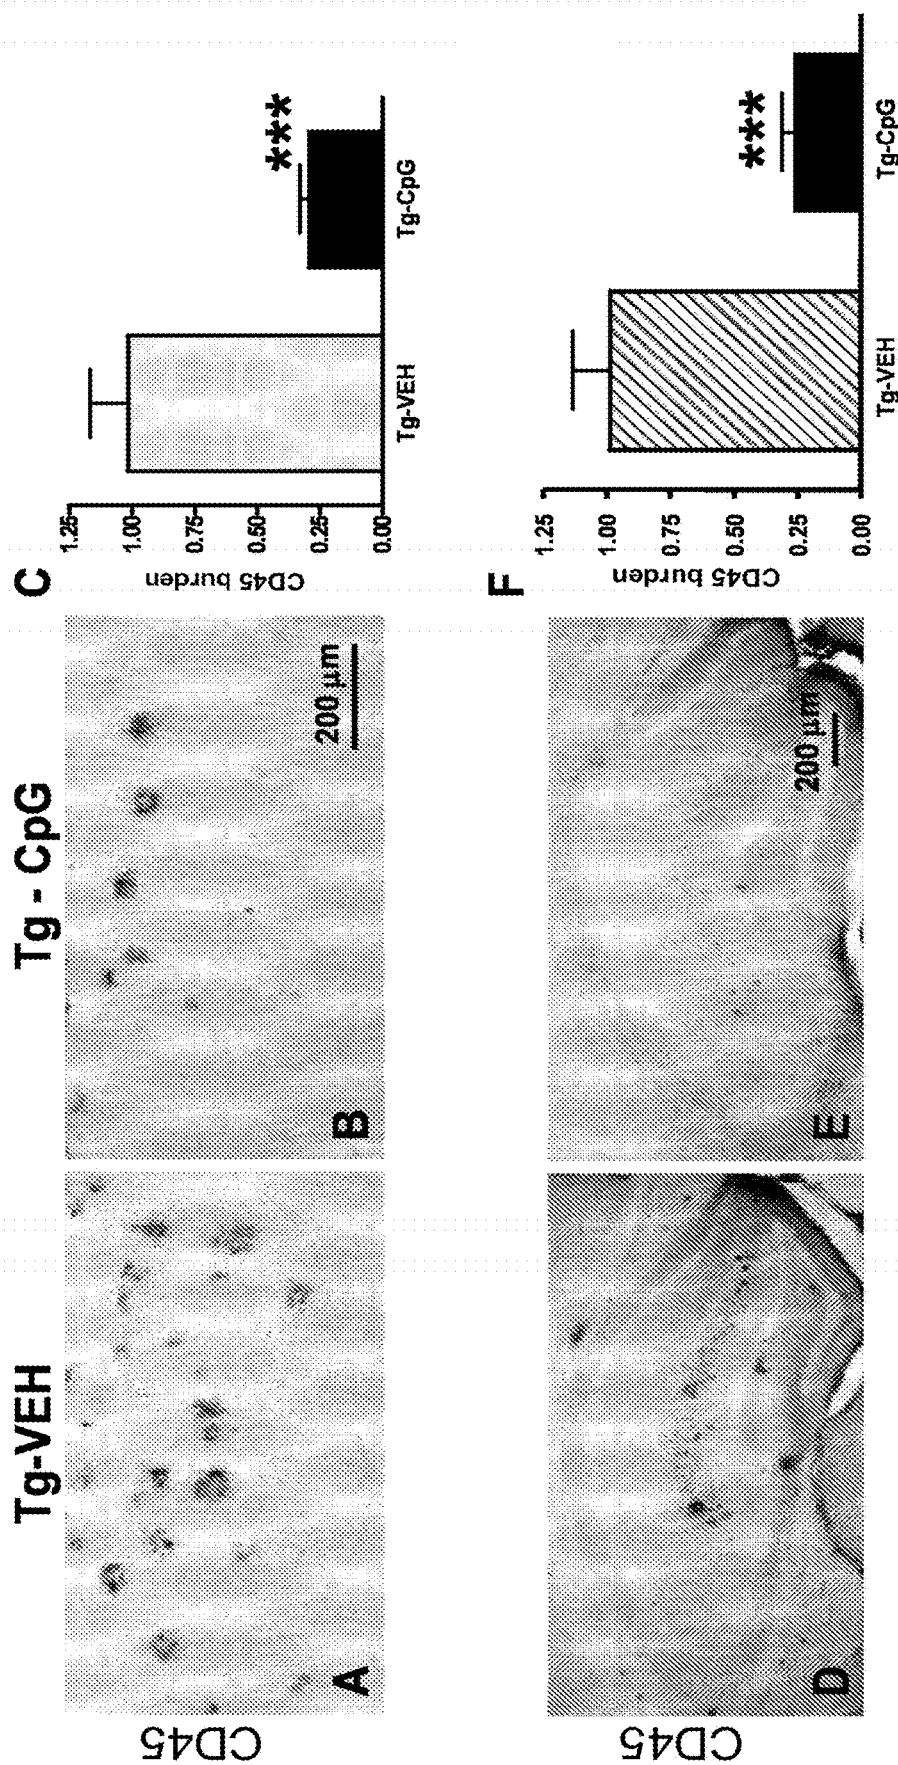 Tg-VEH
Tg - CpG
CD45
A
B
200 µm
C
CD45 burden
1.25
1.00
0.75
0.50
0.25
0.00
***
Tg-VEH
Tg-CpG
CD45
D
E
200 µm
F
CD45 burden
1.25
1.00
0.75
0.50
0.25
0.00
***
Tg-VEH
Tg-CpG